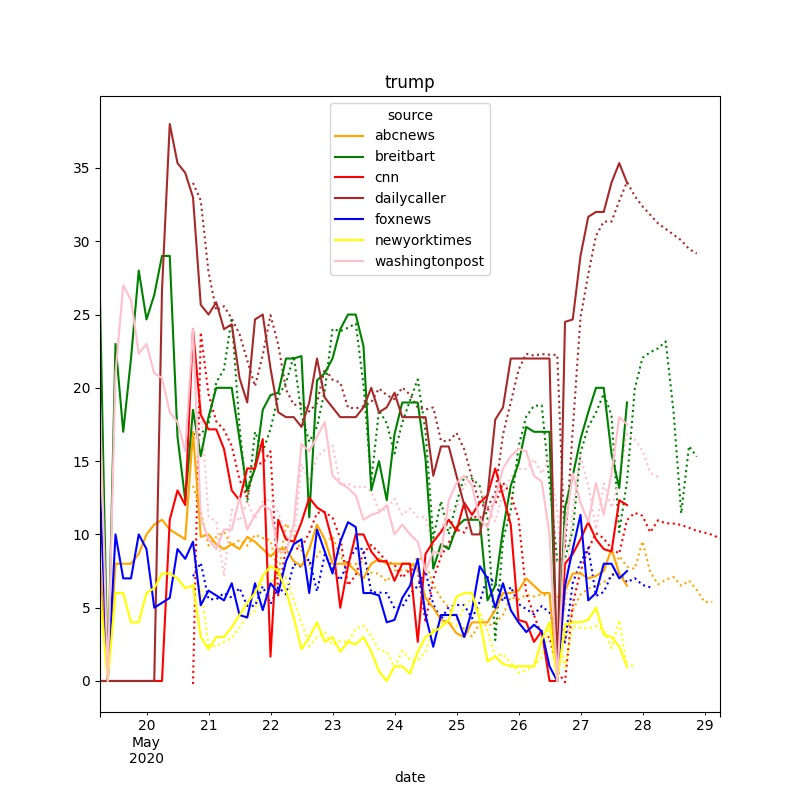 trump
source
abcnews
breitbart
cnn
dailycaller
foxnews
newyorktimes
washingtonpost
35
30
25
20
15
10
5
0
20 21 22 23 24 25 26 27 28 29
May
2020
date